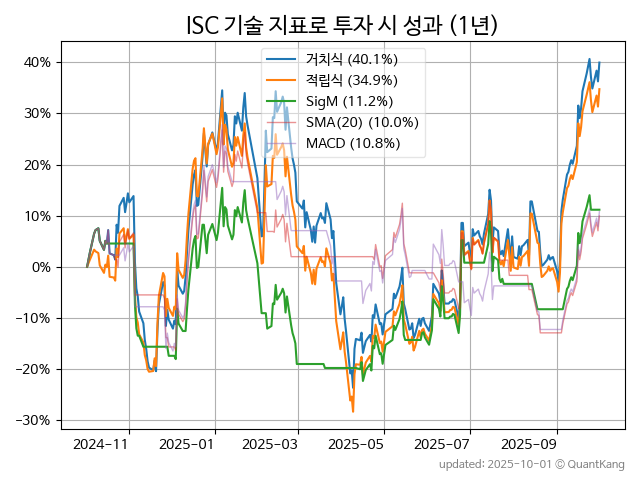 ISC 기술 지표로 투자 시 성과 (1년)
거치식 (40.1%)
적립식 (34.9%)
SigM (11.2%)
SMA(20) (10.0%)
MACD (10.8%)
40%
30%
20%
10%
0%
−10%
−20%
−30%
2024-11
2025-01
2025-03
2025-05
2025-07
2025-09
updated: 2025-10-01 © QuantKang